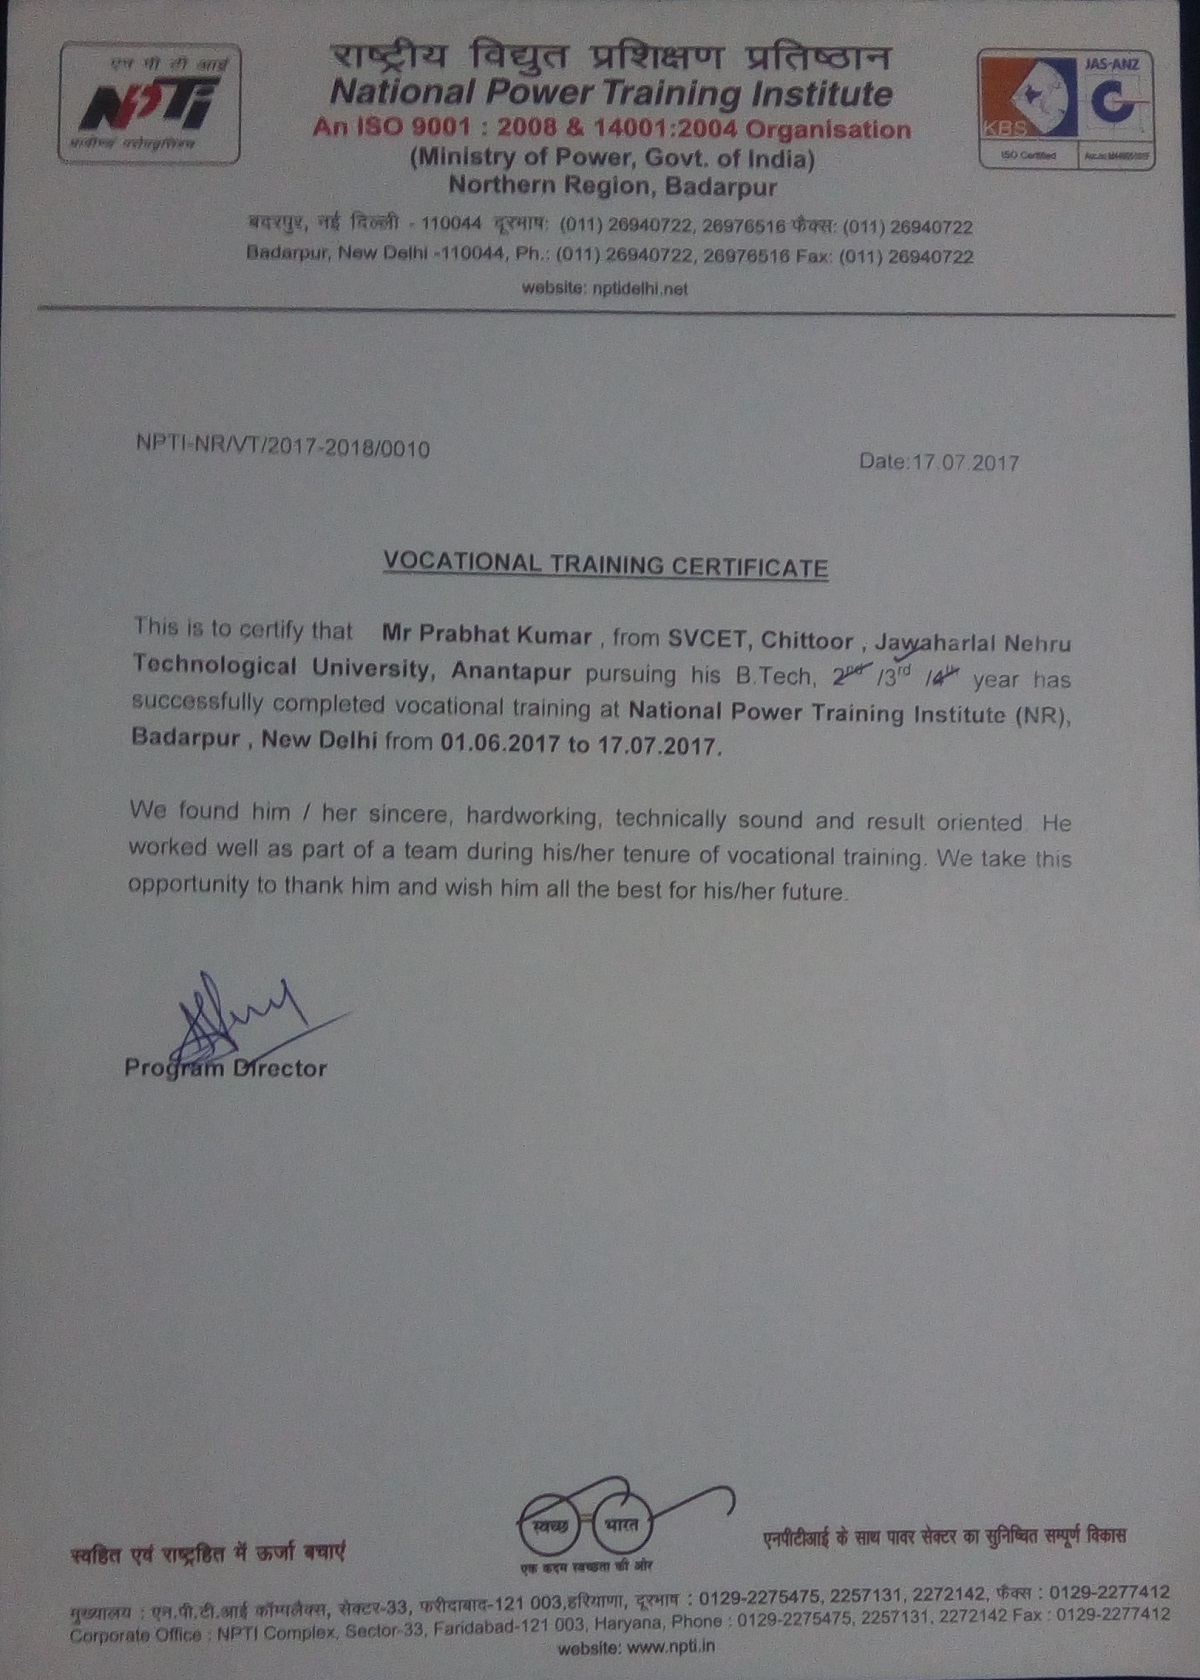 एन पी टी आई
NPTi
राष्ट्रीय विद्युत प्रशिक्षण प्रतिष्ठान
National Power Training Institute
An ISO 9001 : 2008 & 14001:2004 Organisation
(Ministry of Power, Govt. of India)
Northern Region, Badarpur
JAS-ANZ
KBS
ISO Certified
बदरपुर, नई दिल्ली - 110044 दूरभाष: (011) 26940722, 26976516 फैक्स: (011) 26940722
Badarpur, New Delhi -110044, Ph.: (011) 26940722, 26976516 Fax: (011) 26940722
website: nptidelhi.net
NPTI-NR/VT/2017-2018/0010
Date:17.07.2017
VOCATIONAL TRAINING CERTIFICATE
This is to certify that Mr Prabhat Kumar , from SVCET, Chittoor , Jawaharlal Nehru
Technological University, Anantapur pursuing his B.Tech, 2nd /3rd /4th year has
successfully completed vocational training at National Power Training Institute (NR),
Badarpur , New Delhi from 01.06.2017 to 17.07.2017.
We found him / her sincere, hardworking, technically sound and result oriented. He
worked well as part of a team during his/her tenure of vocational training. We take this
opportunity to thank him and wish him all the best for his/her future.
Program Director
स्वहित एवं राष्ट्रहित में ऊर्जा बचाएं
स्वच्छ भारत
एक कदम स्वच्छता की ओर
एनपीटीआई के साथ पावर सेक्टर का सुनिश्चित सम्पूर्ण विकास
मुख्यालय : एन.पी.टी.आई कॉम्पलैक्स, सेक्टर-33, फरीदाबाद-121 003,हरियाणा, दूरभाष : 0129-2275475, 2257131, 2272142, फैक्स : 0129-2277412
Corporate Office : NPTI Complex, Sector-33, Faridabad-121 003, Haryana, Phone : 0129-2275475, 2257131, 2272142 Fax : 0129-2277412
website: www.npti.in